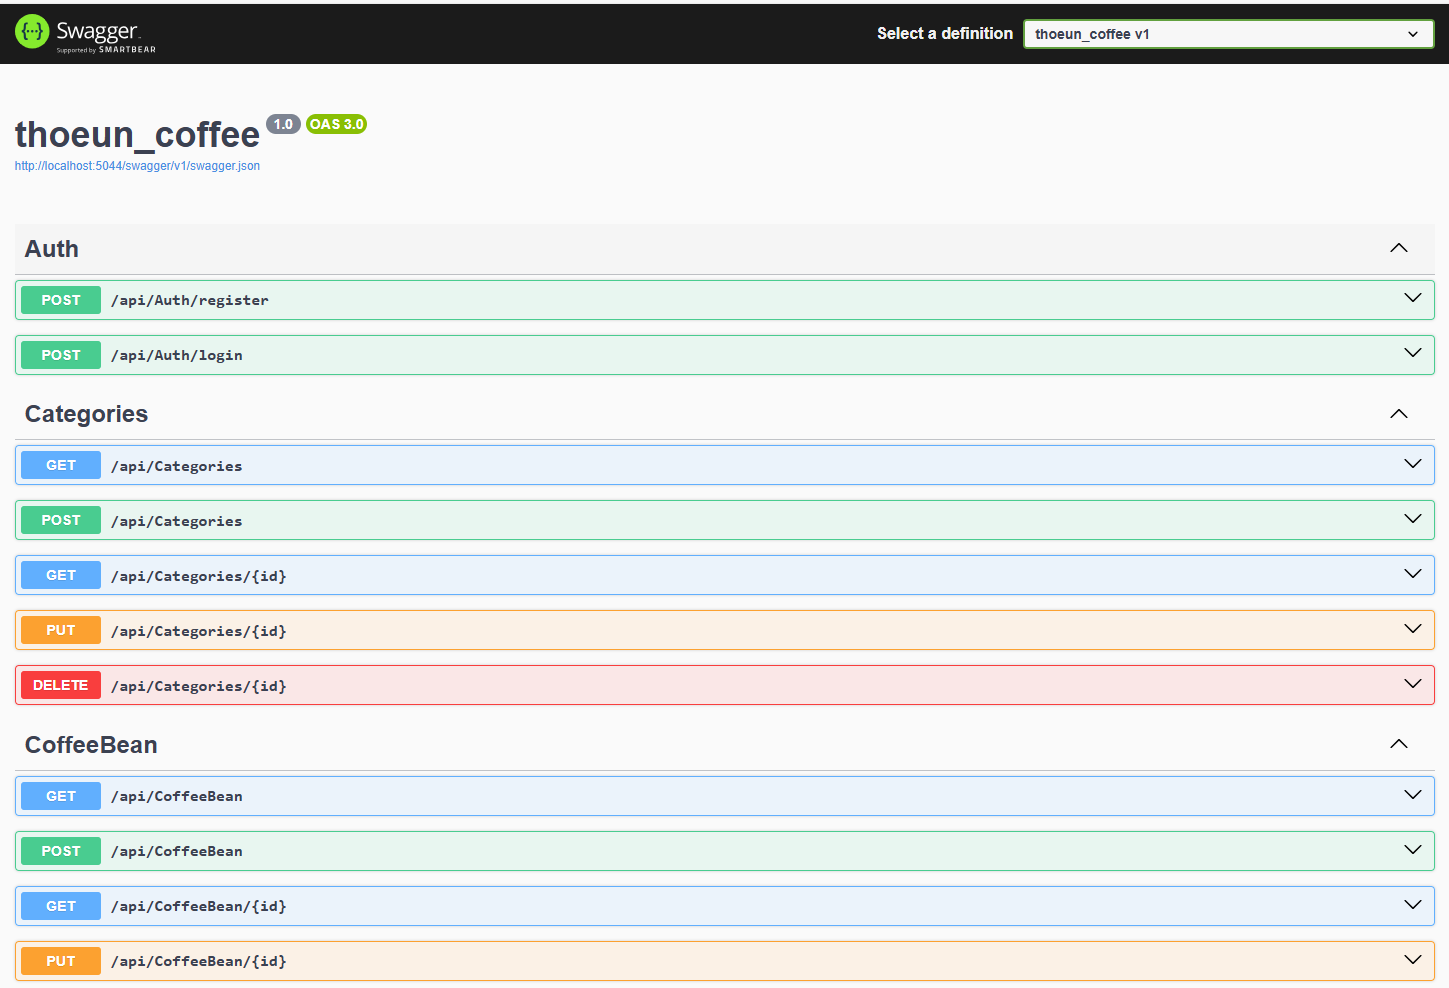 Swagger.
Supported by SMARTBEAR
Select a definition
thoeun_coffee v1
thoeun_coffee 1.0 OAS 3.0
http://localhost:5044/swagger/v1/swagger.json
Auth
POST /api/Auth/register
POST /api/Auth/login
Categories
GET /api/Categories
POST /api/Categories
GET /api/Categories/{id}
PUT /api/Categories/{id}
DELETE /api/Categories/{id}
CoffeeBean
GET /api/CoffeeBean
POST /api/CoffeeBean
GET /api/CoffeeBean/{id}
PUT /api/CoffeeBean/{id}